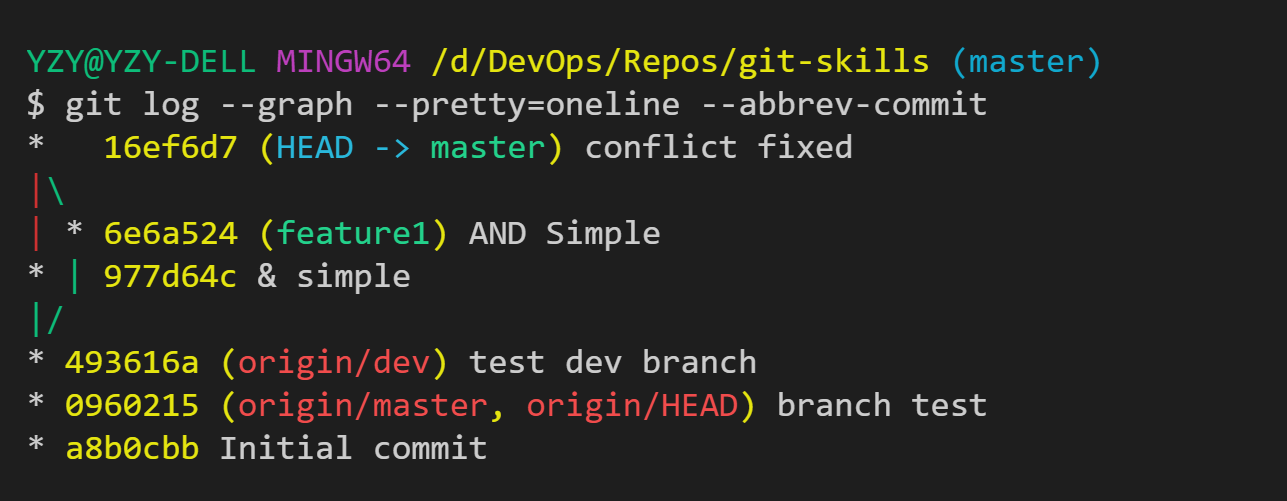 YZY@YZY-DELL MINGW64 /d/DevOps/Repos/git-skills (master)
$ git log --graph --pretty=oneline --abbrev-commit
*   16ef6d7 (HEAD -> master) conflict fixed
|\
| * 6e6a524 (feature1) AND Simple
* | 977d64c & simple
|/
* 493616a (origin/dev) test dev branch
* 0960215 (origin/master, origin/HEAD) branch test
* a8b0cbb Initial commit